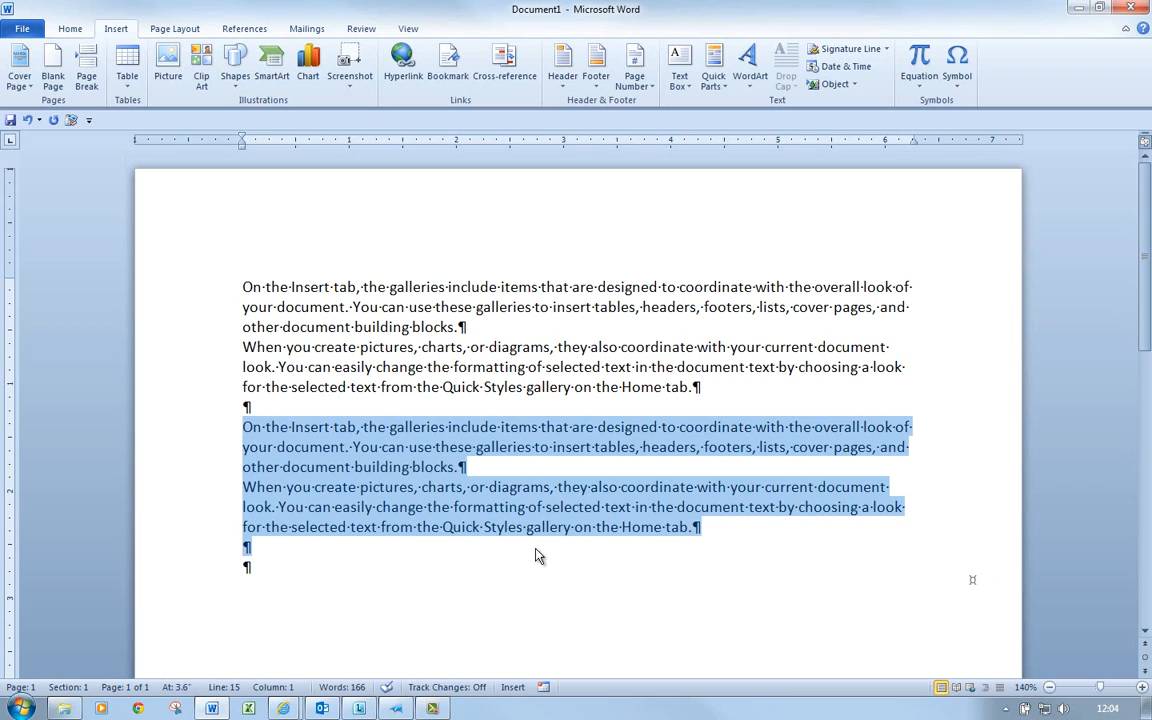 Document1 - Microsoft Word
File Home Insert Page Layout References Mailings Review View
Cover Page Blank Page Page Break Table Picture Clip Art Shapes SmartArt Chart Screenshot Hyperlink Bookmark Cross-reference Header Footer Page Number Text Box Quick Parts WordArt Drop Cap Signature Line Date & Time Object Equation Symbol
Pages Tables Illustrations Links Header & Footer Text Symbols
1 1 2 3 4 5 6 7
On·the·Insert·tab,·the·galleries·include·items·that·are·designed·to·coordinate·with·the·overall·look·of·
your·document.·You·can·use·these·galleries·to·insert·tables,·headers,·footers,·lists,·cover·pages,·and·
other·document·building·blocks.¶
When·you·create·pictures,·charts,·or·diagrams,·they·also·coordinate·with·your·current·document·
look.·You·can·easily·change·the·formatting·of·selected·text·in·the·document·text·by·choosing·a·look·
for·the·selected·text·from·the·Quick·Styles·gallery·on·the·Home·tab.¶
¶
On·the·Insert·tab,·the·galleries·include·items·that·are·designed·to·coordinate·with·the·overall·look·of·
your·document.·You·can·use·these·galleries·to·insert·tables,·headers,·footers,·lists,·cover·pages,·and·
other·document·building·blocks.¶
When·you·create·pictures,·charts,·or·diagrams,·they·also·coordinate·with·your·current·document·
look.·You·can·easily·change·the·formatting·of·selected·text·in·the·document·text·by·choosing·a·look·
for·the·selected·text·from·the·Quick·Styles·gallery·on·the·Home·tab.¶
¶
¶
Page: 1 Section: 1 Page: 1 of 1 At: 3.6" Line: 15 Column: 1 Words: 166 Track Changes: Off Insert 140%
12:04